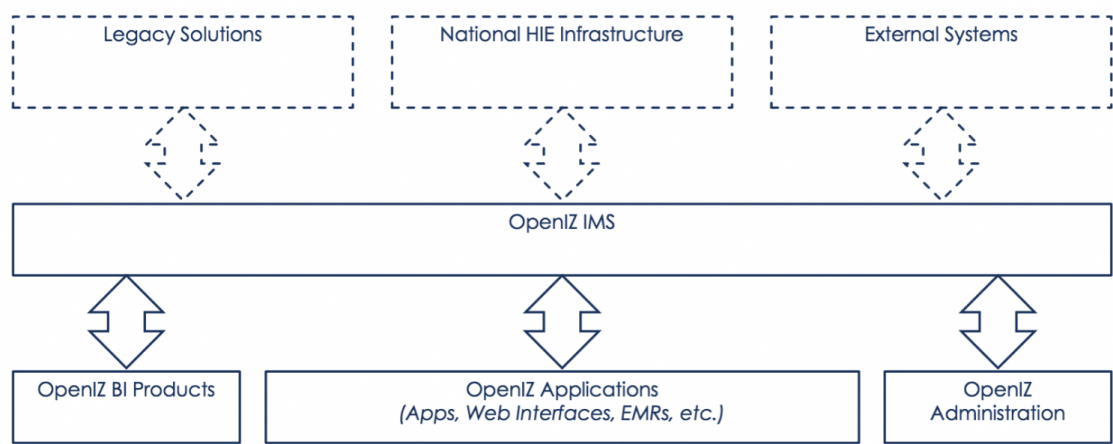 Legacy Solutions
National HIE Infrastructure
External Systems
OpenIZ IMS
OpenIZ BI Products
OpenIZ Applications
(Apps, Web Interfaces, EMRs, etc.)
OpenIZ
Administration